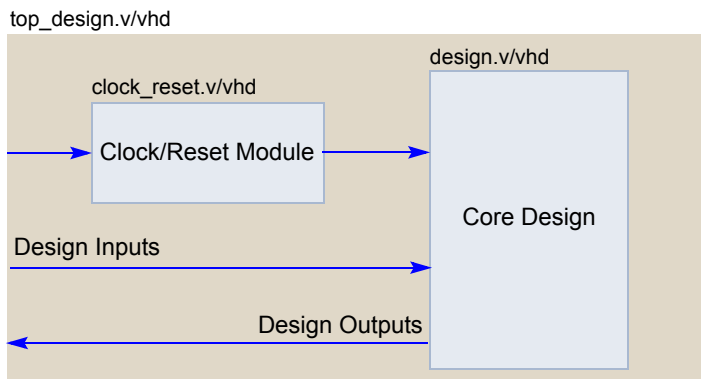 top_design.v/vhd
design.v/vhd
clock_reset.v/vhd
Clock/Reset Module
Core Design
Design Inputs
Design Outputs